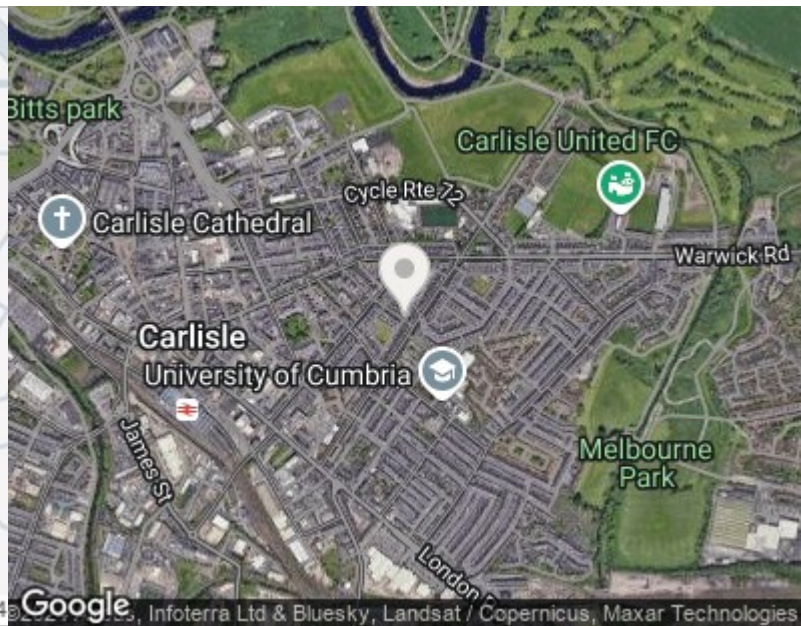 Bitts park
Carlisle United FC
Cycle Rte 72
Carlisle Cathedral
Warwick Rd
Carlisle
University of Cumbria
James St
Melbourne
Park
London
Google
Infoterra Ltd & Bluesky, Landsat / Copernicus, Maxar Technologies